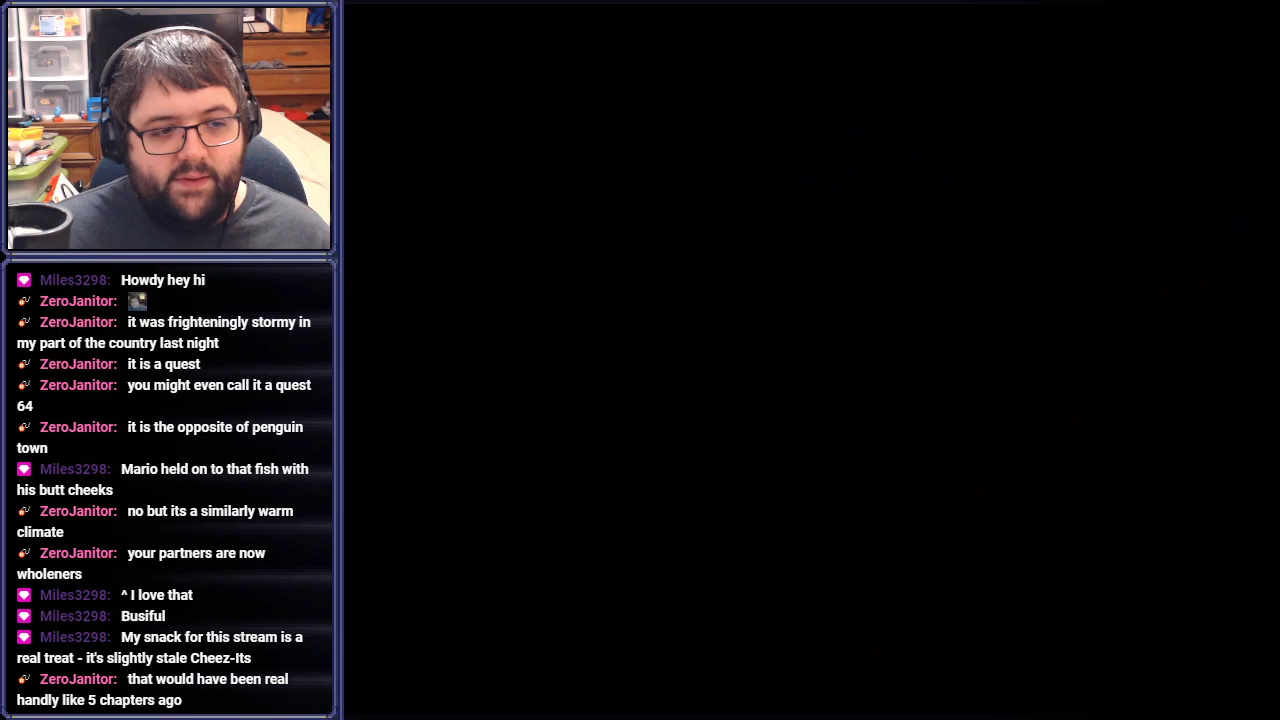 Miles3298: Howdy hey hi
ZeroJanitor:
ZeroJanitor: it was frighteningly stormy in
my part of the country last night
ZeroJanitor: it is a quest
ZeroJanitor: you might even call it a quest
64
ZeroJanitor: it is the opposite of penguin
town
Miles3298: Mario held on to that fish with
his butt cheeks
ZeroJanitor: no but its a similarly warm
climate
ZeroJanitor: your partners are now
wholeners
Miles3298: ^ I love that
Miles3298: Busiful
Miles3298: My snack for this stream is a
real treat - it's slightly stale Cheez-Its
ZeroJanitor: that would have been real
handly like 5 chapters ago